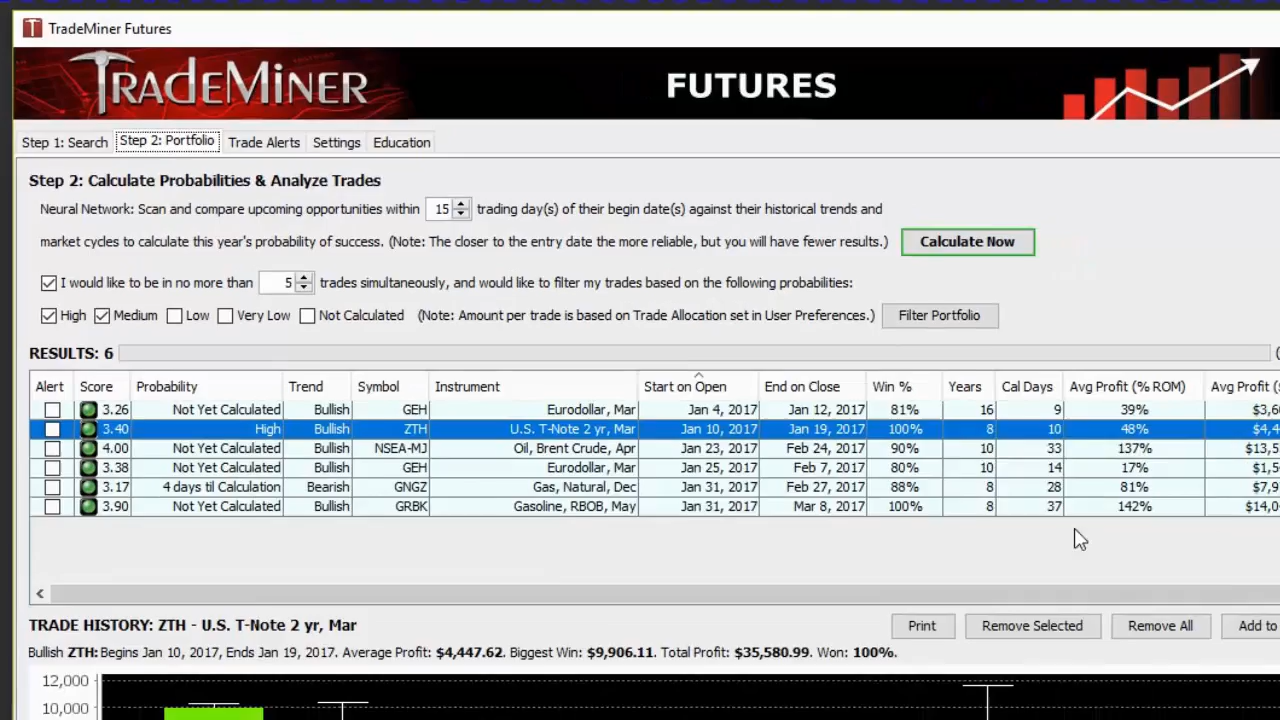 TradeMiner Futures
TRADEMINER
FUTURES
Step 1: Search Step 2: Portfolio Trade Alerts Settings Education
Step 2: Calculate Probabilities & Analyze Trades
Neural Network: Scan and compare upcoming opportunities within 15 trading day(s) of their begin date(s) against their historical trends and
market cycles to calculate this year's probability of success. (Note: The closer to the entry date the more reliable, but you will have fewer results.) Calculate Now
I would like to be in no more than 5 trades simultaneously, and would like to filter my trades based on the following probabilities:
High Medium Low Very Low Not Calculated (Note: Amount per trade is based on Trade Allocation set in User Preferences.) Filter Portfolio
RESULTS: 6
Alert Score Probability Trend Symbol Instrument Start on Open End on Close Win % Years Cal Days Avg Profit (% ROM) Avg Profit (
3.26 Not Yet Calculated Bullish GEH Eurodollar, Mar Jan 4, 2017 Jan 12, 2017 81% 16 9 39% $3,6
3.40 High Bullish ZTH U.S. T-Note 2 yr, Mar Jan 10, 2017 Jan 19, 2017 100% 8 10 48% $4,4
4.00 Not Yet Calculated Bullish NSEA-MJ Oil, Brent Crude, Apr Jan 23, 2017 Feb 24, 2017 90% 10 33 137% $13,5
3.38 Not Yet Calculated Bullish GEH Eurodollar, Mar Jan 25, 2017 Feb 7, 2017 80% 10 14 17% $1,5
3.17 4 days til Calculation Bearish GNGZ Gas, Natural, Dec Jan 31, 2017 Feb 27, 2017 88% 8 28 81% $7,9
3.90 Not Yet Calculated Bullish GRBK Gasoline, RBOB, May Jan 31, 2017 Mar 8, 2017 100% 8 37 142% $14,0
TRADE HISTORY: ZTH - U.S. T-Note 2 yr, Mar Print Remove Selected Remove All Add to
Bullish ZTH: Begins Jan 10, 2017, Ends Jan 19, 2017. Average Profit: $4,447.62. Biggest Win: $9,906.11. Total Profit: $35,580.99. Won: 100%.
12,000
10,000